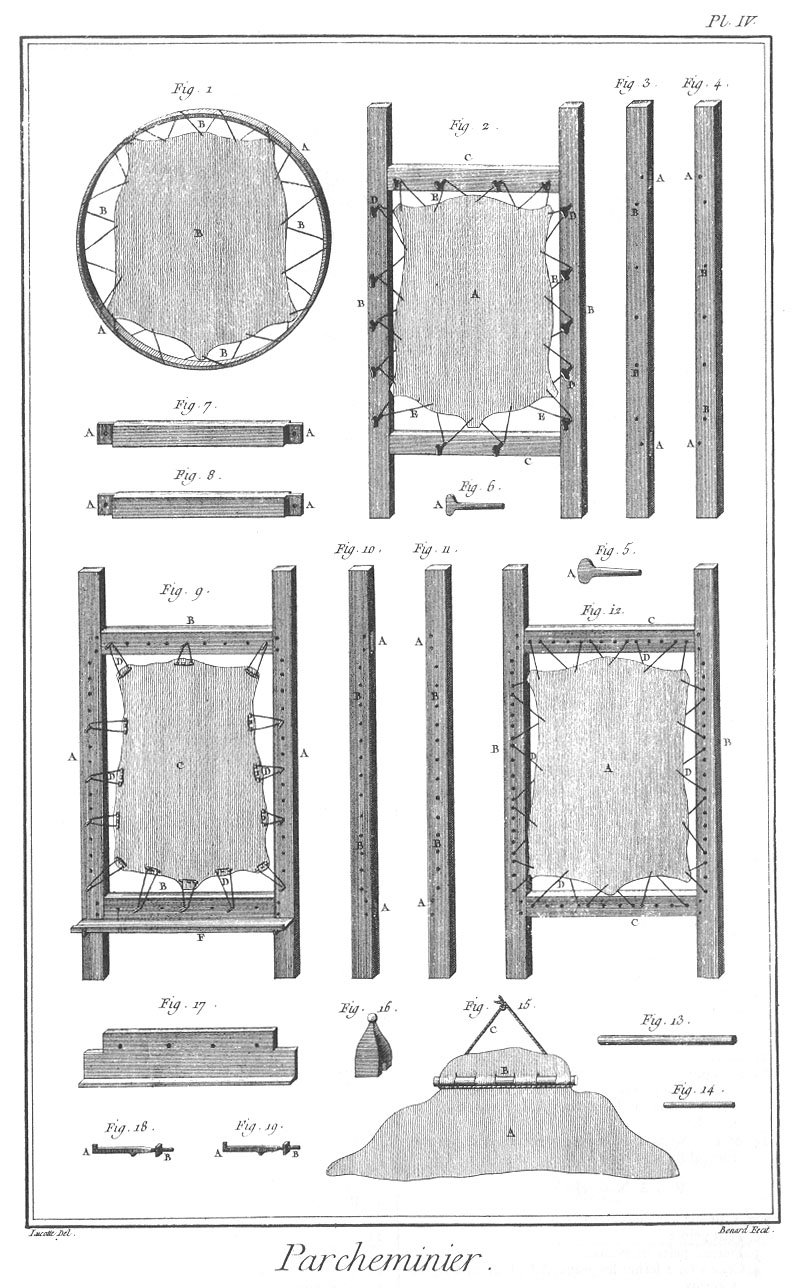 Pl. IV.
Fig. 1
B
A
B
B
B
A
B
Fig. 2.
C
D
B
D
B
E
A
B
D
E
E
C
Fig. 3.
A
B
B
A
Fig. 4.
A
B
B
A
Fig. 7.
A
A
Fig. 8.
A
A
Fig. 6.
A
Fig. 9.
B
D
A
C
A
D
D
B
D
F
Fig. 10.
A
B
B
A
Fig. 11.
A
B
B
A
Fig. 5.
A
Fig. 12.
C
D
B
B
D
A
D
D
C
Fig. 17.
Fig. 16.
Fig. 15.
C
B
A
Fig. 13.
Fig. 14.
Fig. 18.
A
B
Fig. 19.
A
B
Lucotte Del.
Benard Fecit.
Parcheminier.